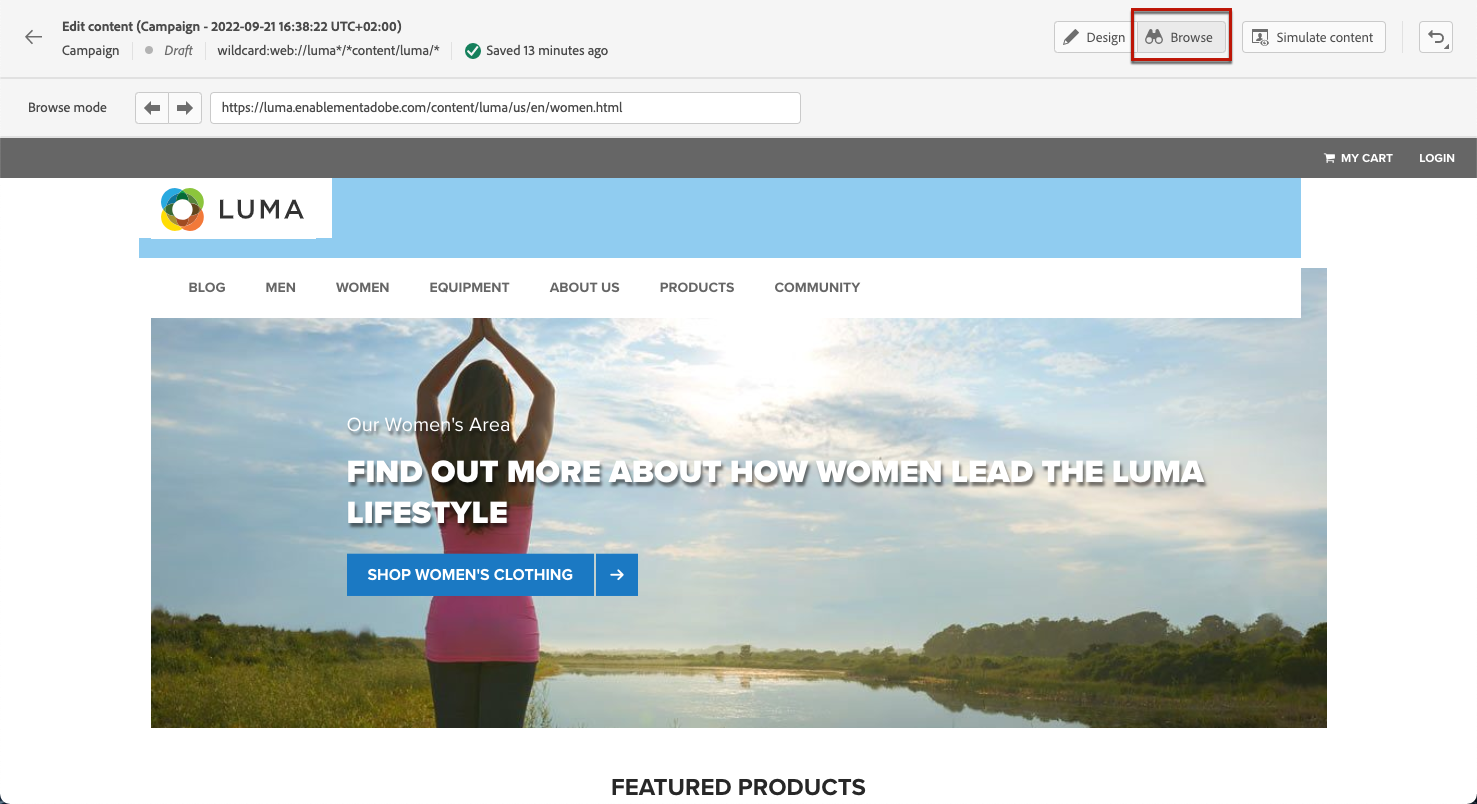 Edit content (Campaign - 2022-09-21 16:38:22 UTC+02:00)
Campaign Draft wildcard:web://luma*/*content/luma/* Saved 13 minutes ago
Design Browse Simulate content
Browse mode https://luma.enablementadobe.com/content/luma/us/en/women.html
MY CART LOGIN
LUMA
BLOG MEN WOMEN EQUIPMENT ABOUT US PRODUCTS COMMUNITY
Our Women's Area
FIND OUT MORE ABOUT HOW WOMEN LEAD THE LUMA
LIFESTYLE
SHOP WOMEN'S CLOTHING
FEATURED PRODUCTS